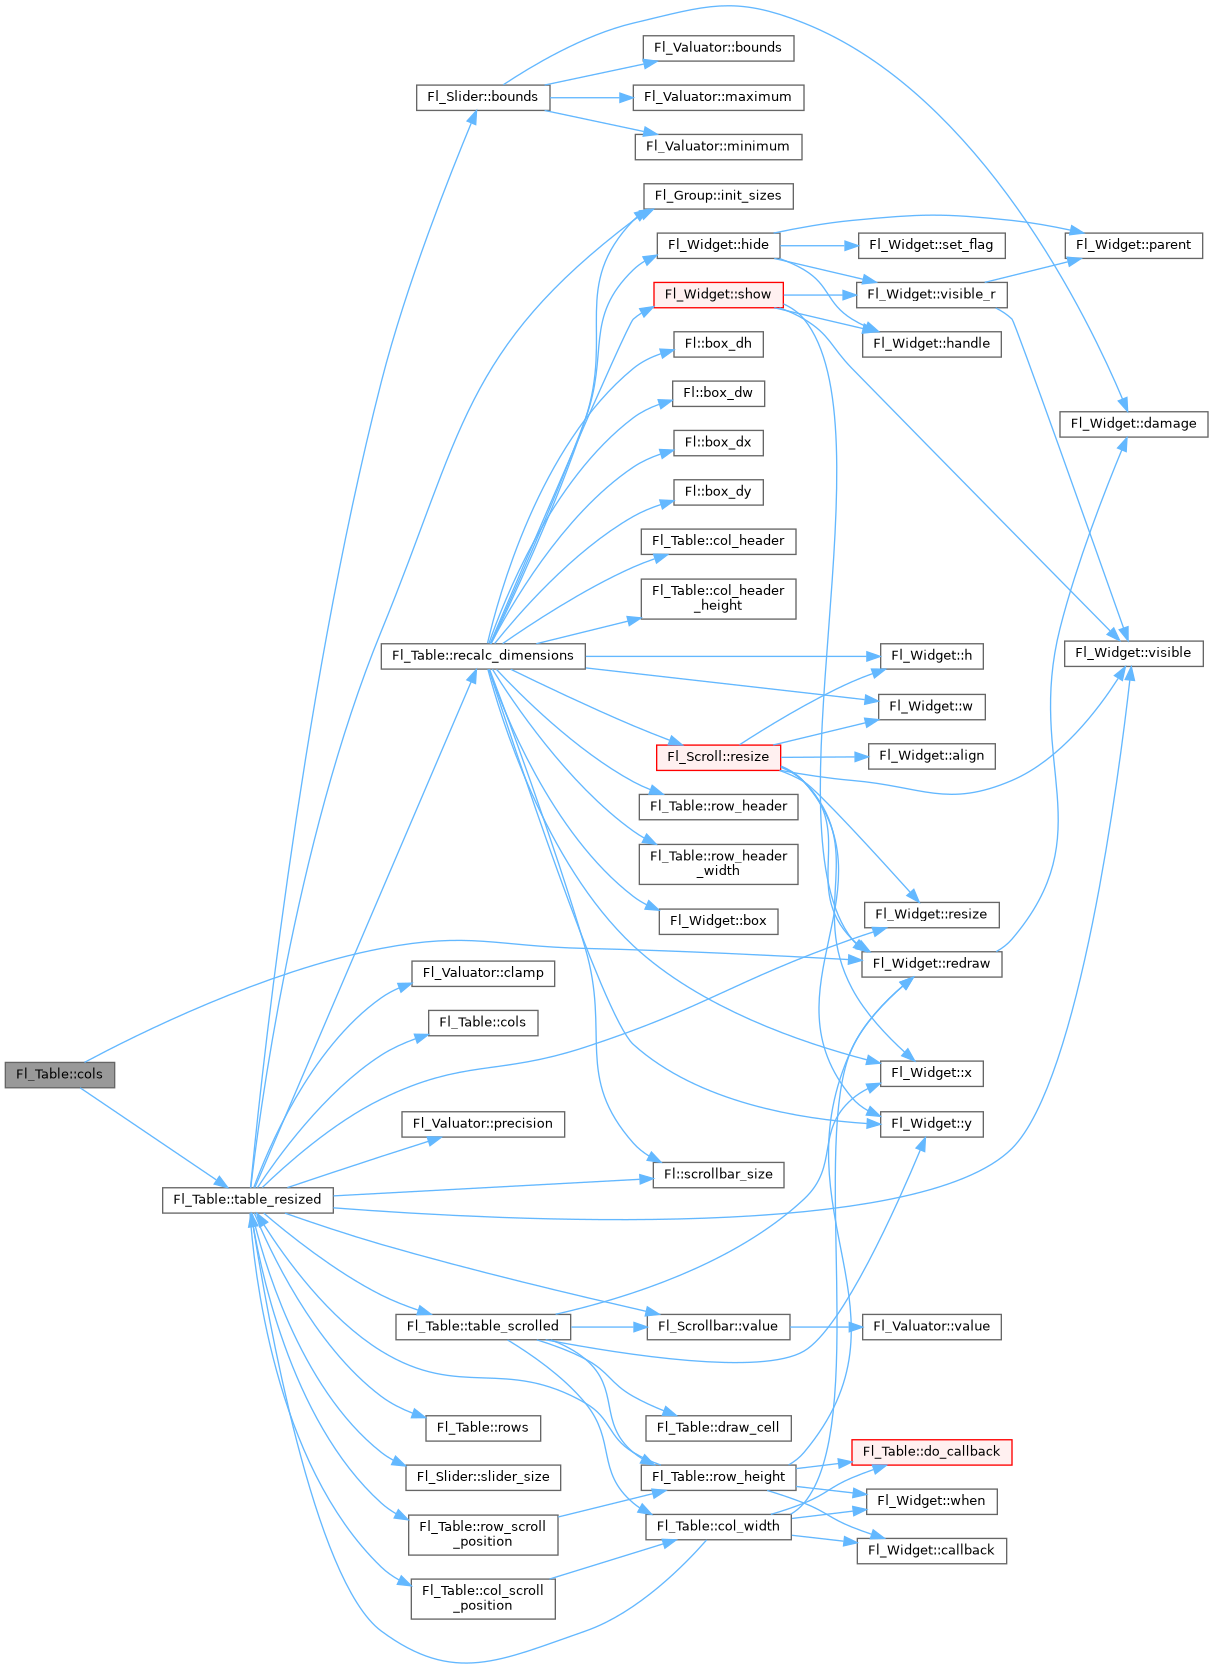 Fl_Valuator::bounds
Fl_Slider::bounds
Fl_Valuator::maximum
Fl_Valuator::minimum
Fl_Group::init_sizes
Fl_Widget::hide
Fl_Widget::set_flag
Fl_Widget::parent
Fl_Widget::show
Fl_Widget::visible_r
Fl::box_dh
Fl_Widget::handle
Fl::box_dw
Fl_Widget::damage
Fl::box_dx
Fl::box_dy
Fl_Table::col_header
Fl_Table::col_header
_height
Fl_Table::recalc_dimensions
Fl_Widget::h
Fl_Widget::visible
Fl_Widget::w
Fl_Scroll::resize
Fl_Widget::align
Fl_Table::row_header
Fl_Table::row_header
_width
Fl_Widget::box
Fl_Widget::resize
Fl_Widget::redraw
Fl_Valuator::clamp
Fl_Table::cols
Fl_Table::cols
Fl_Widget::x
Fl_Valuator::precision
Fl_Widget::y
Fl::scrollbar_size
Fl_Table::table_resized
Fl_Table::table_scrolled
Fl_Scrollbar::value
Fl_Valuator::value
Fl_Table::rows
Fl_Table::draw_cell
Fl_Table::do_callback
Fl_Slider::slider_size
Fl_Table::row_height
Fl_Widget::when
Fl_Table::row_scroll
_position
Fl_Table::col_width
Fl_Widget::callback
Fl_Table::col_scroll
_position